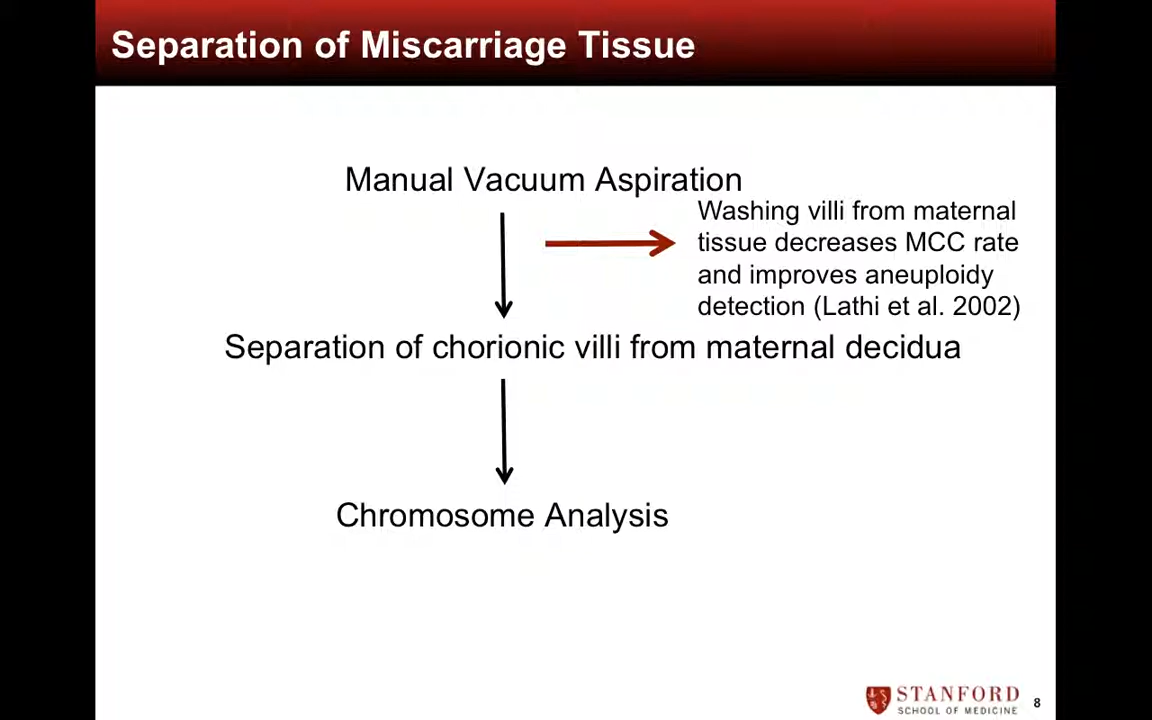 Separation of Miscarriage Tissue
Manual Vacuum Aspiration
Washing villi from maternal
tissue decreases MCC rate
and improves aneuploidy
detection (Lathi et al. 2002)
Separation of chorionic villi from maternal decidua
Chromosome Analysis
STANFORD
SCHOOL OF MEDICINE
8